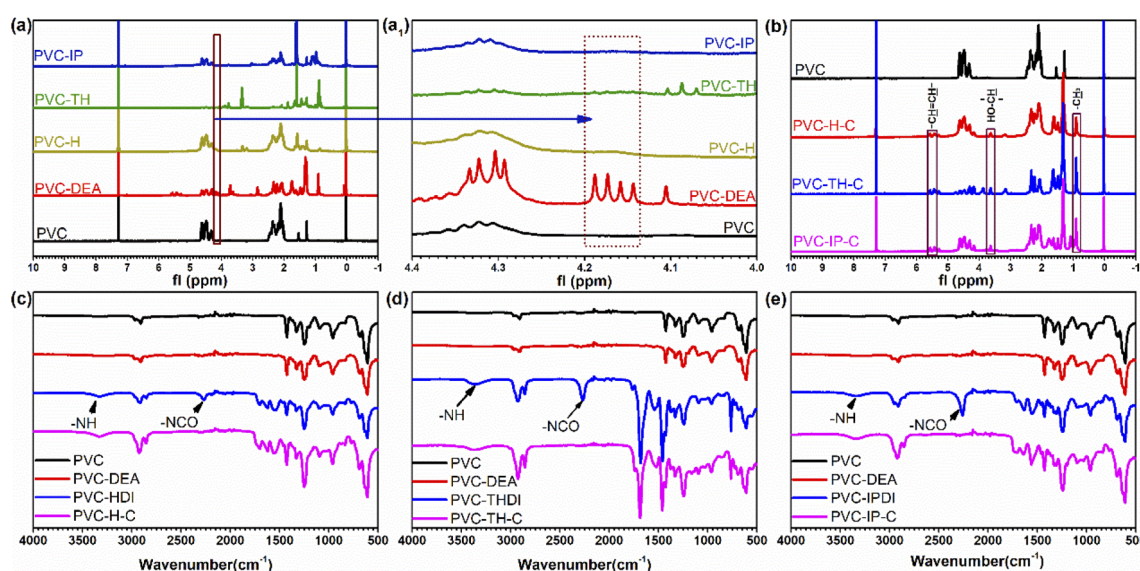 (a)
PVC-IP
PVC-TH
PVC-H
PVC-DEA
PVC
10 9 8 7 6 5 4 3 2 1 0 -1
fl (ppm)
(a₁)
PVC-IP
PVC-TH
PVC-H
PVC-DEA
PVC
4.4 4.3 4.2 4.1 4.0
fl (ppm)
(b)
PVC
-CH=CH-
HO-CH-
-CH₃
PVC-H-C
PVC-TH-C
PVC-IP-C
10 9 8 7 6 5 4 3 2 1 0 -1
fl (ppm)
(c)
-NH
-NCO
PVC
PVC-DEA
PVC-HDI
PVC-H-C
4000 3500 3000 2500 2000 1500 1000 500
Wavenumber(cm⁻¹)
(d)
-NH
-NCO
PVC
PVC-DEA
PVC-THDI
PVC-TH-C
4000 3500 3000 2500 2000 1500 1000 500
Wavenumber(cm⁻¹)
(e)
-NH
-NCO
PVC
PVC-DEA
PVC-IPDI
PVC-IP-C
4000 3500 3000 2500 2000 1500 1000 500
Wavenumber(cm⁻¹)